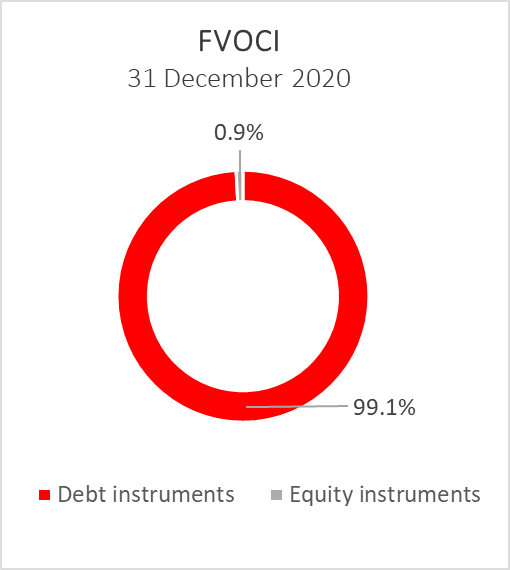 FVOCI
31 December 2020
0.9%
99.1%
Debt instruments
Equity instruments